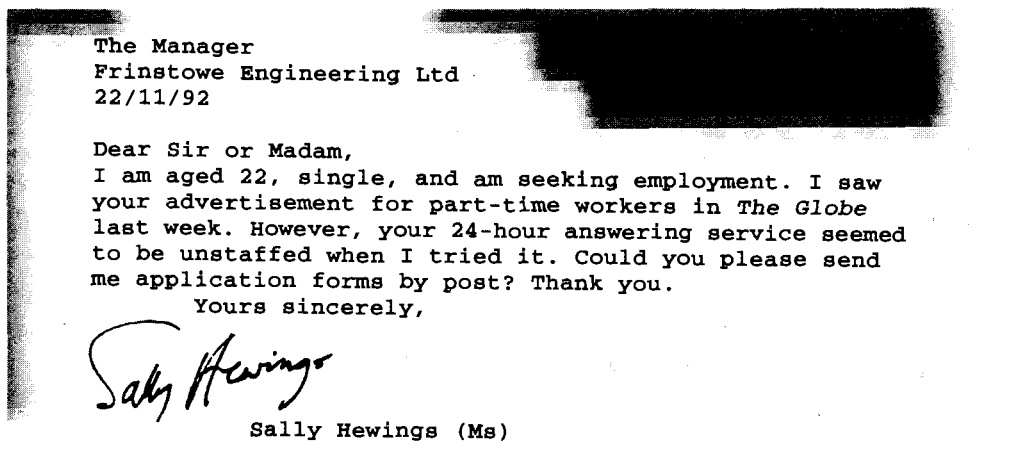 The Manager
Frinstowe Engineering Ltd
22/11/92
Dear Sir or Madam,
I am aged 22, single, and am seeking employment. I saw
your advertisement for part-time workers in The Globe
last week. However, your 24-hour answering service seemed
to be unstaffed when I tried it. Could you please send
me application forms by post? Thank you.
Yours sincerely,
Sally Hewings
Sally Hewings (Ms)